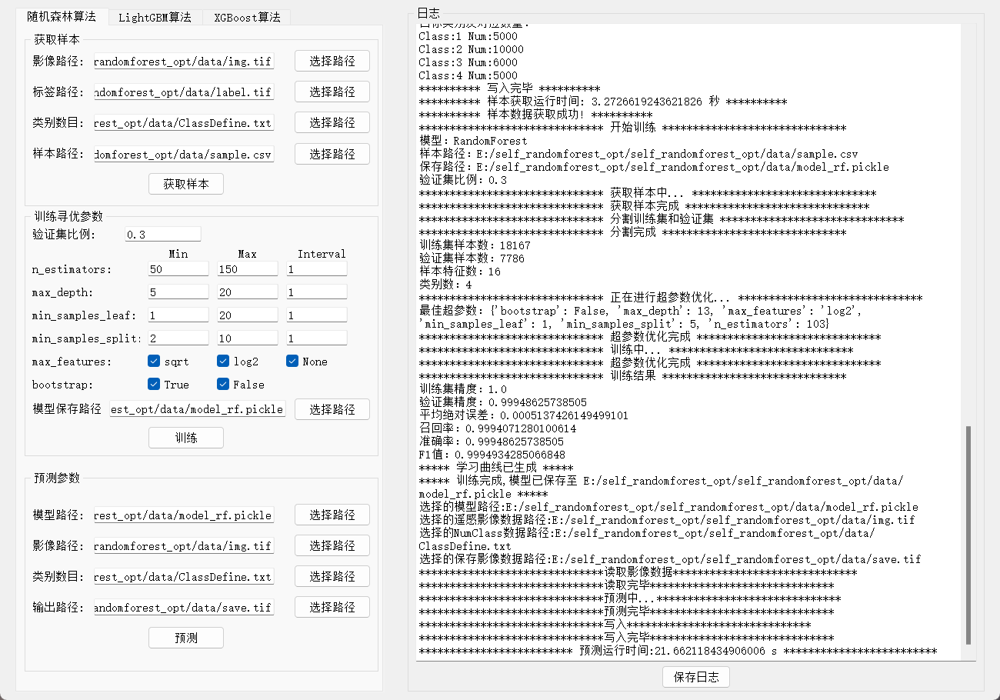 随机森林算法 LightGBM算法 XGBoost算法
获取样本
影像路径: randomforest_opt/data/img.tif 选择路径
标签路径: ndomforest_opt/data/label.tif 选择路径
类别数目: rest_opt/data/ClassDefine.txt 选择路径
样本路径: domforest_opt/data/sample.csv 选择路径
获取样本
训练寻优参数
验证集比例: 0.3
Min Max Interval
n_estimators: 50 150 1
max_depth: 5 20 1
min_samples_leaf: 1 20 1
min_samples_split: 2 10 1
max_features: sqrt log2 None
bootstrap: True False
模型保存路径 est_opt/data/model_rf.pickle 选择路径
训练
预测参数
模型路径: rest_opt/data/model_rf.pickle 选择路径
影像路径: randomforest_opt/data/img.tif 选择路径
类别数目: rest_opt/data/ClassDefine.txt 选择路径
输出路径: andomforest_opt/data/save.tif 选择路径
预测
日志
Class:1 Num:5000
Class:2 Num:10000
Class:3 Num:6000
Class:4 Num:5000
********** 写入完毕 **********
********** 样本获取运行时间: 3.2726619243621826 秒 **********
********** 样本数据获取成功! **********
****************************** 开始训练 ******************************
模型: RandomForest
样本路径: E:/self_randomforest_opt/self_randomforest_opt/data/sample.csv
保存路径: E:/self_randomforest_opt/self_randomforest_opt/data/model_rf.pickle
验证集比例: 0.3
****************************** 获取样本中... ******************************
****************************** 获取样本完成 ******************************
****************************** 分割训练集和验证集 ******************************
****************************** 分割完成 ******************************
训练集样本数: 18167
验证集样本数: 7786
样本特征数: 16
类别数: 4
****************************** 正在进行超参数优化... ******************************
最佳超参数: {'bootstrap': False, 'max_depth': 13, 'max_features': 'log2',
'min_samples_leaf': 1, 'min_samples_split': 5, 'n_estimators': 103}
****************************** 超参数优化完成 ******************************
****************************** 训练中... ******************************
****************************** 超参数优化完成 ******************************
****************************** 训练结果 ******************************
训练集精度: 1.0
验证集精度: 0.99948625738505
平均绝对误差: 0.0005137426149499101
召回率: 0.9994071280100614
准确率: 0.99948625738505
F1值: 0.9994934285066848
***** 学习曲线已生成 *****
***** 训练完成,模型已保存至 E:/self_randomforest_opt/self_randomforest_opt/data/
model_rf.pickle *****
选择的模型路径:E:/self_randomforest_opt/self_randomforest_opt/data/model_rf.pickle
选择的遥感影像数据路径:E:/self_randomforest_opt/self_randomforest_opt/data/img.tif
选择的NumClass数据路径:E:/self_randomforest_opt/self_randomforest_opt/data/
ClassDefine.txt
选择的保存影像数据路径:E:/self_randomforest_opt/self_randomforest_opt/data/save.tif
******************************读取影像数据******************************
******************************读取完毕******************************
******************************预测中...******************************
******************************预测完毕******************************
******************************写入******************************
******************************写入完毕******************************
************************* 预测运行时间:21.662118434906006 s *************************
保存日志